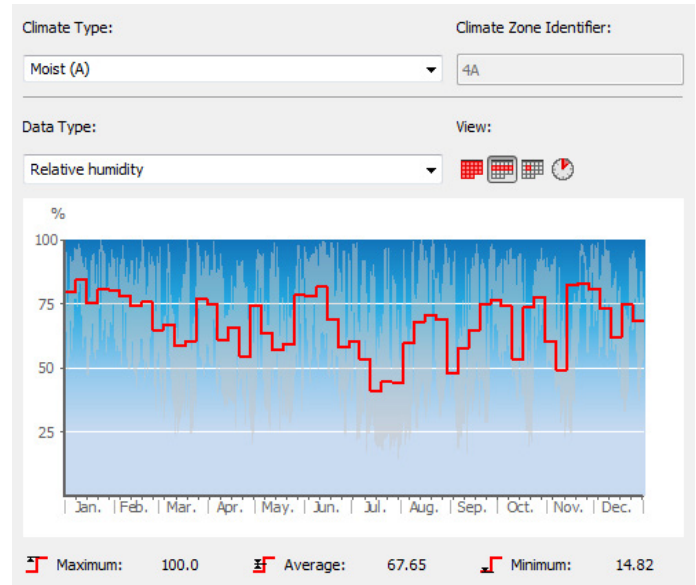 Climate Type:
Climate Zone Identifier:
Moist (A)
4A
Data Type:
View:
Relative humidity
%
100
75
50
25
Jan. Feb. Mar. Apr. May. Jun. Jul. Aug. Sep. Oct. Nov. Dec.
Maximum: 100.0 Average: 67.65 Minimum: 14.82